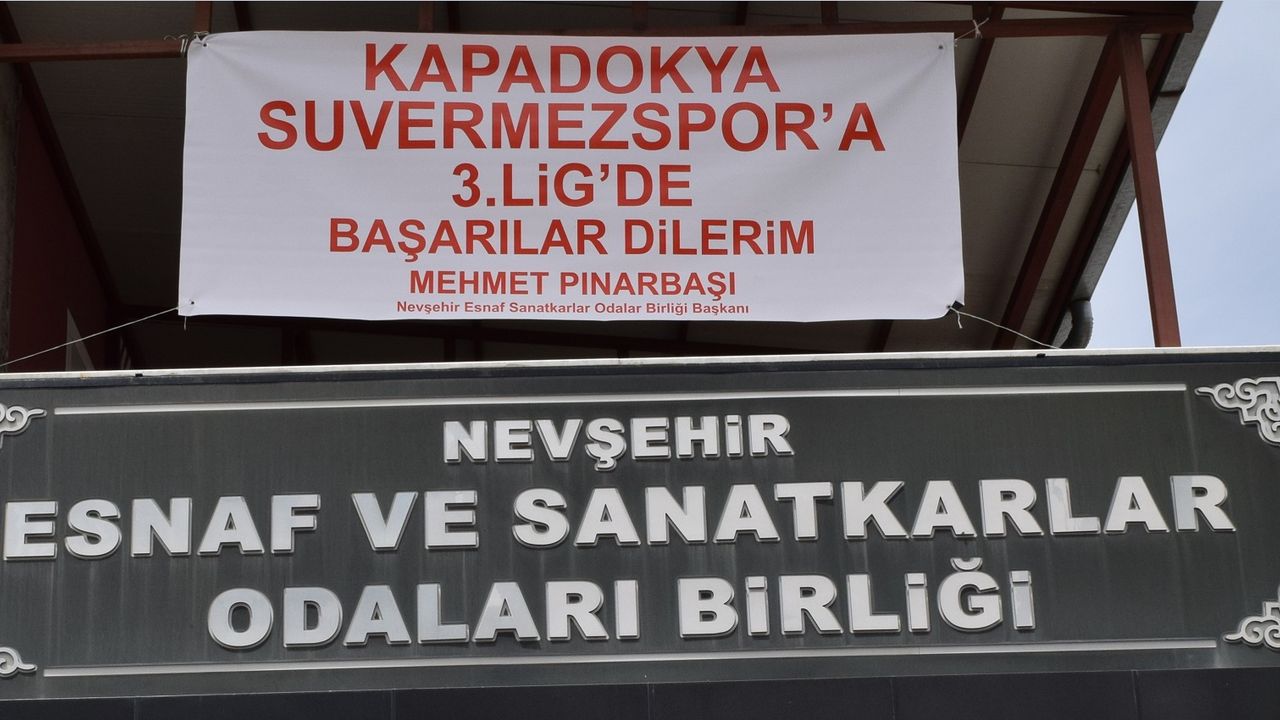 KAPADOKYA
SUVERMEZSPOR’A
3.LiG’DE
BAŞARILAR DiLERiM
MEHMET PINARBAŞI
Nevşehir Esnaf Sanatkarlar Odalar Birliği Başkanı
NEVŞEHiR
ESNAF VE SANATKARLAR
ODALARI BiRLiĞi